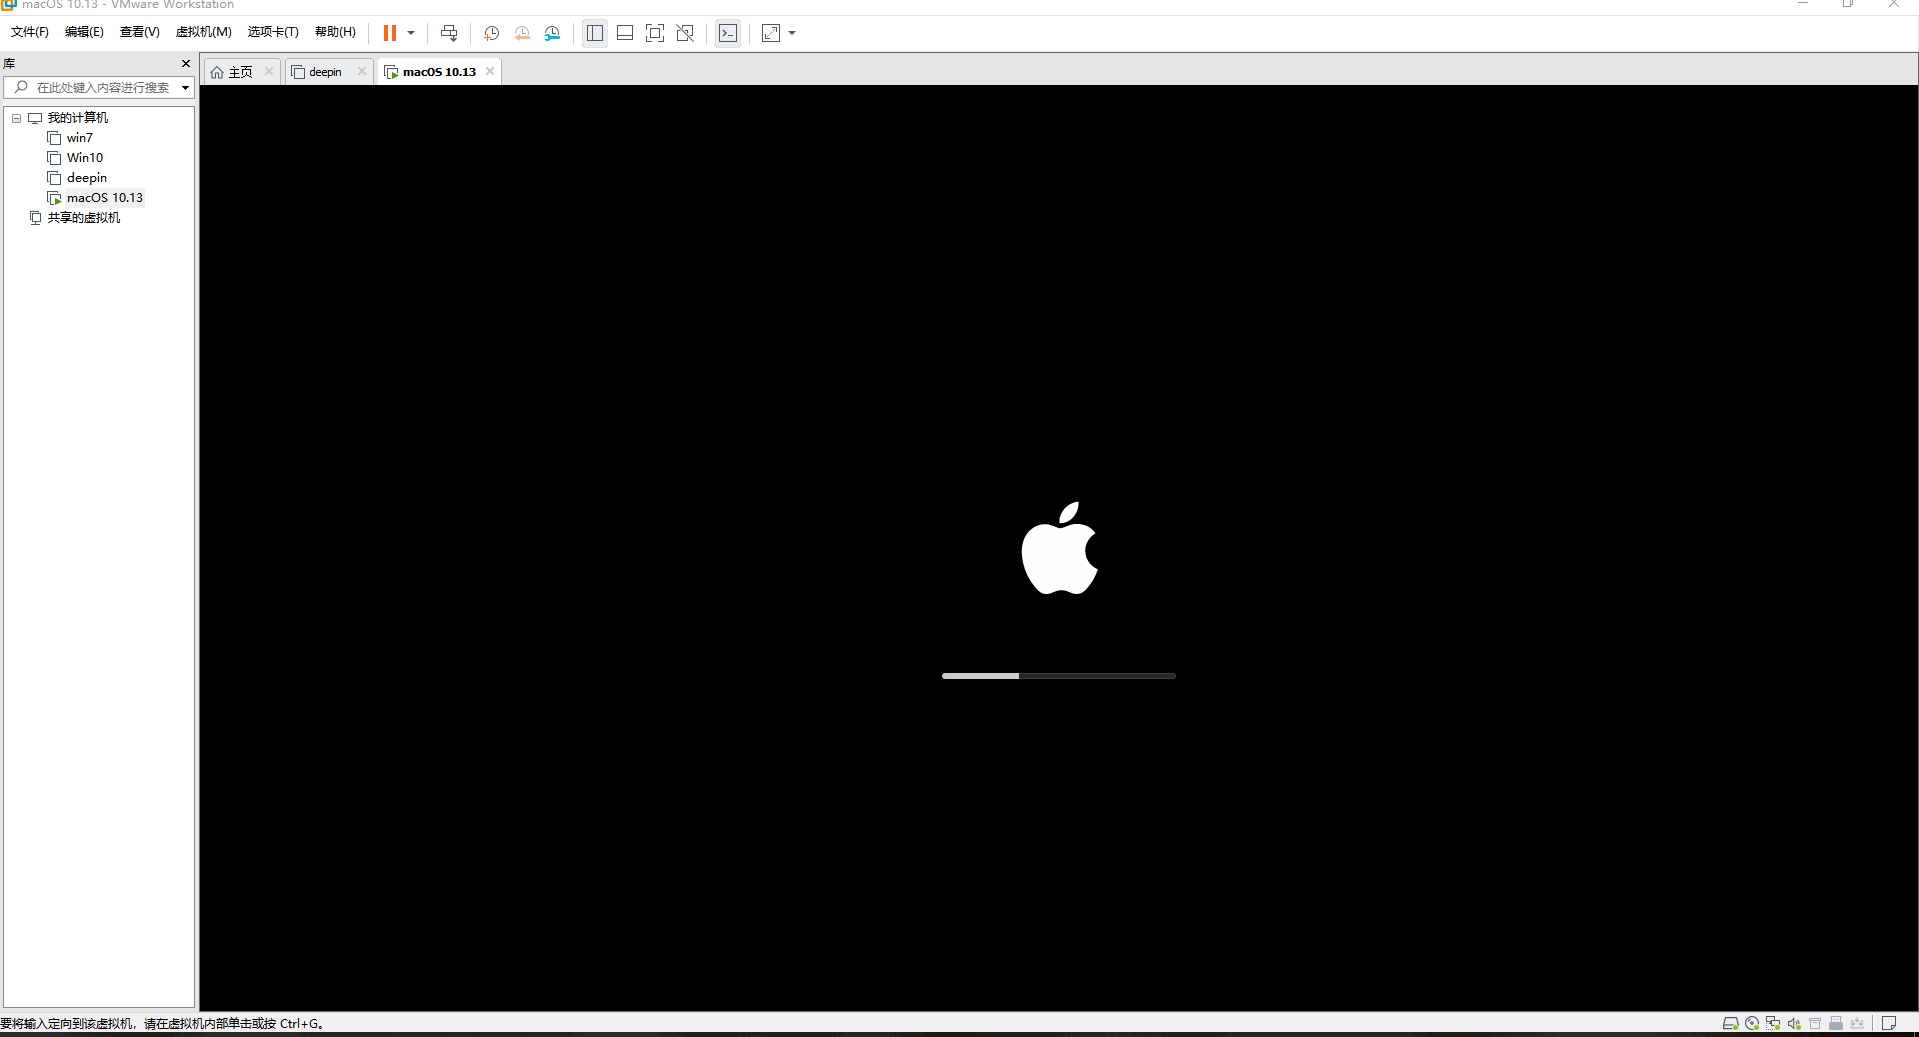 macOS 10.13 - VMware Workstation
文件(F) 编辑(E) 查看(V) 虚拟机(M) 选项卡(T) 帮助(H)
库
主页 deepin macOS 10.13
在此处键入内容进行搜索
我的计算机
win7
Win10
deepin
macOS 10.13
共享的虚拟机
要将输入定向到该虚拟机，请在虚拟机内部单击或按 Ctrl+G。